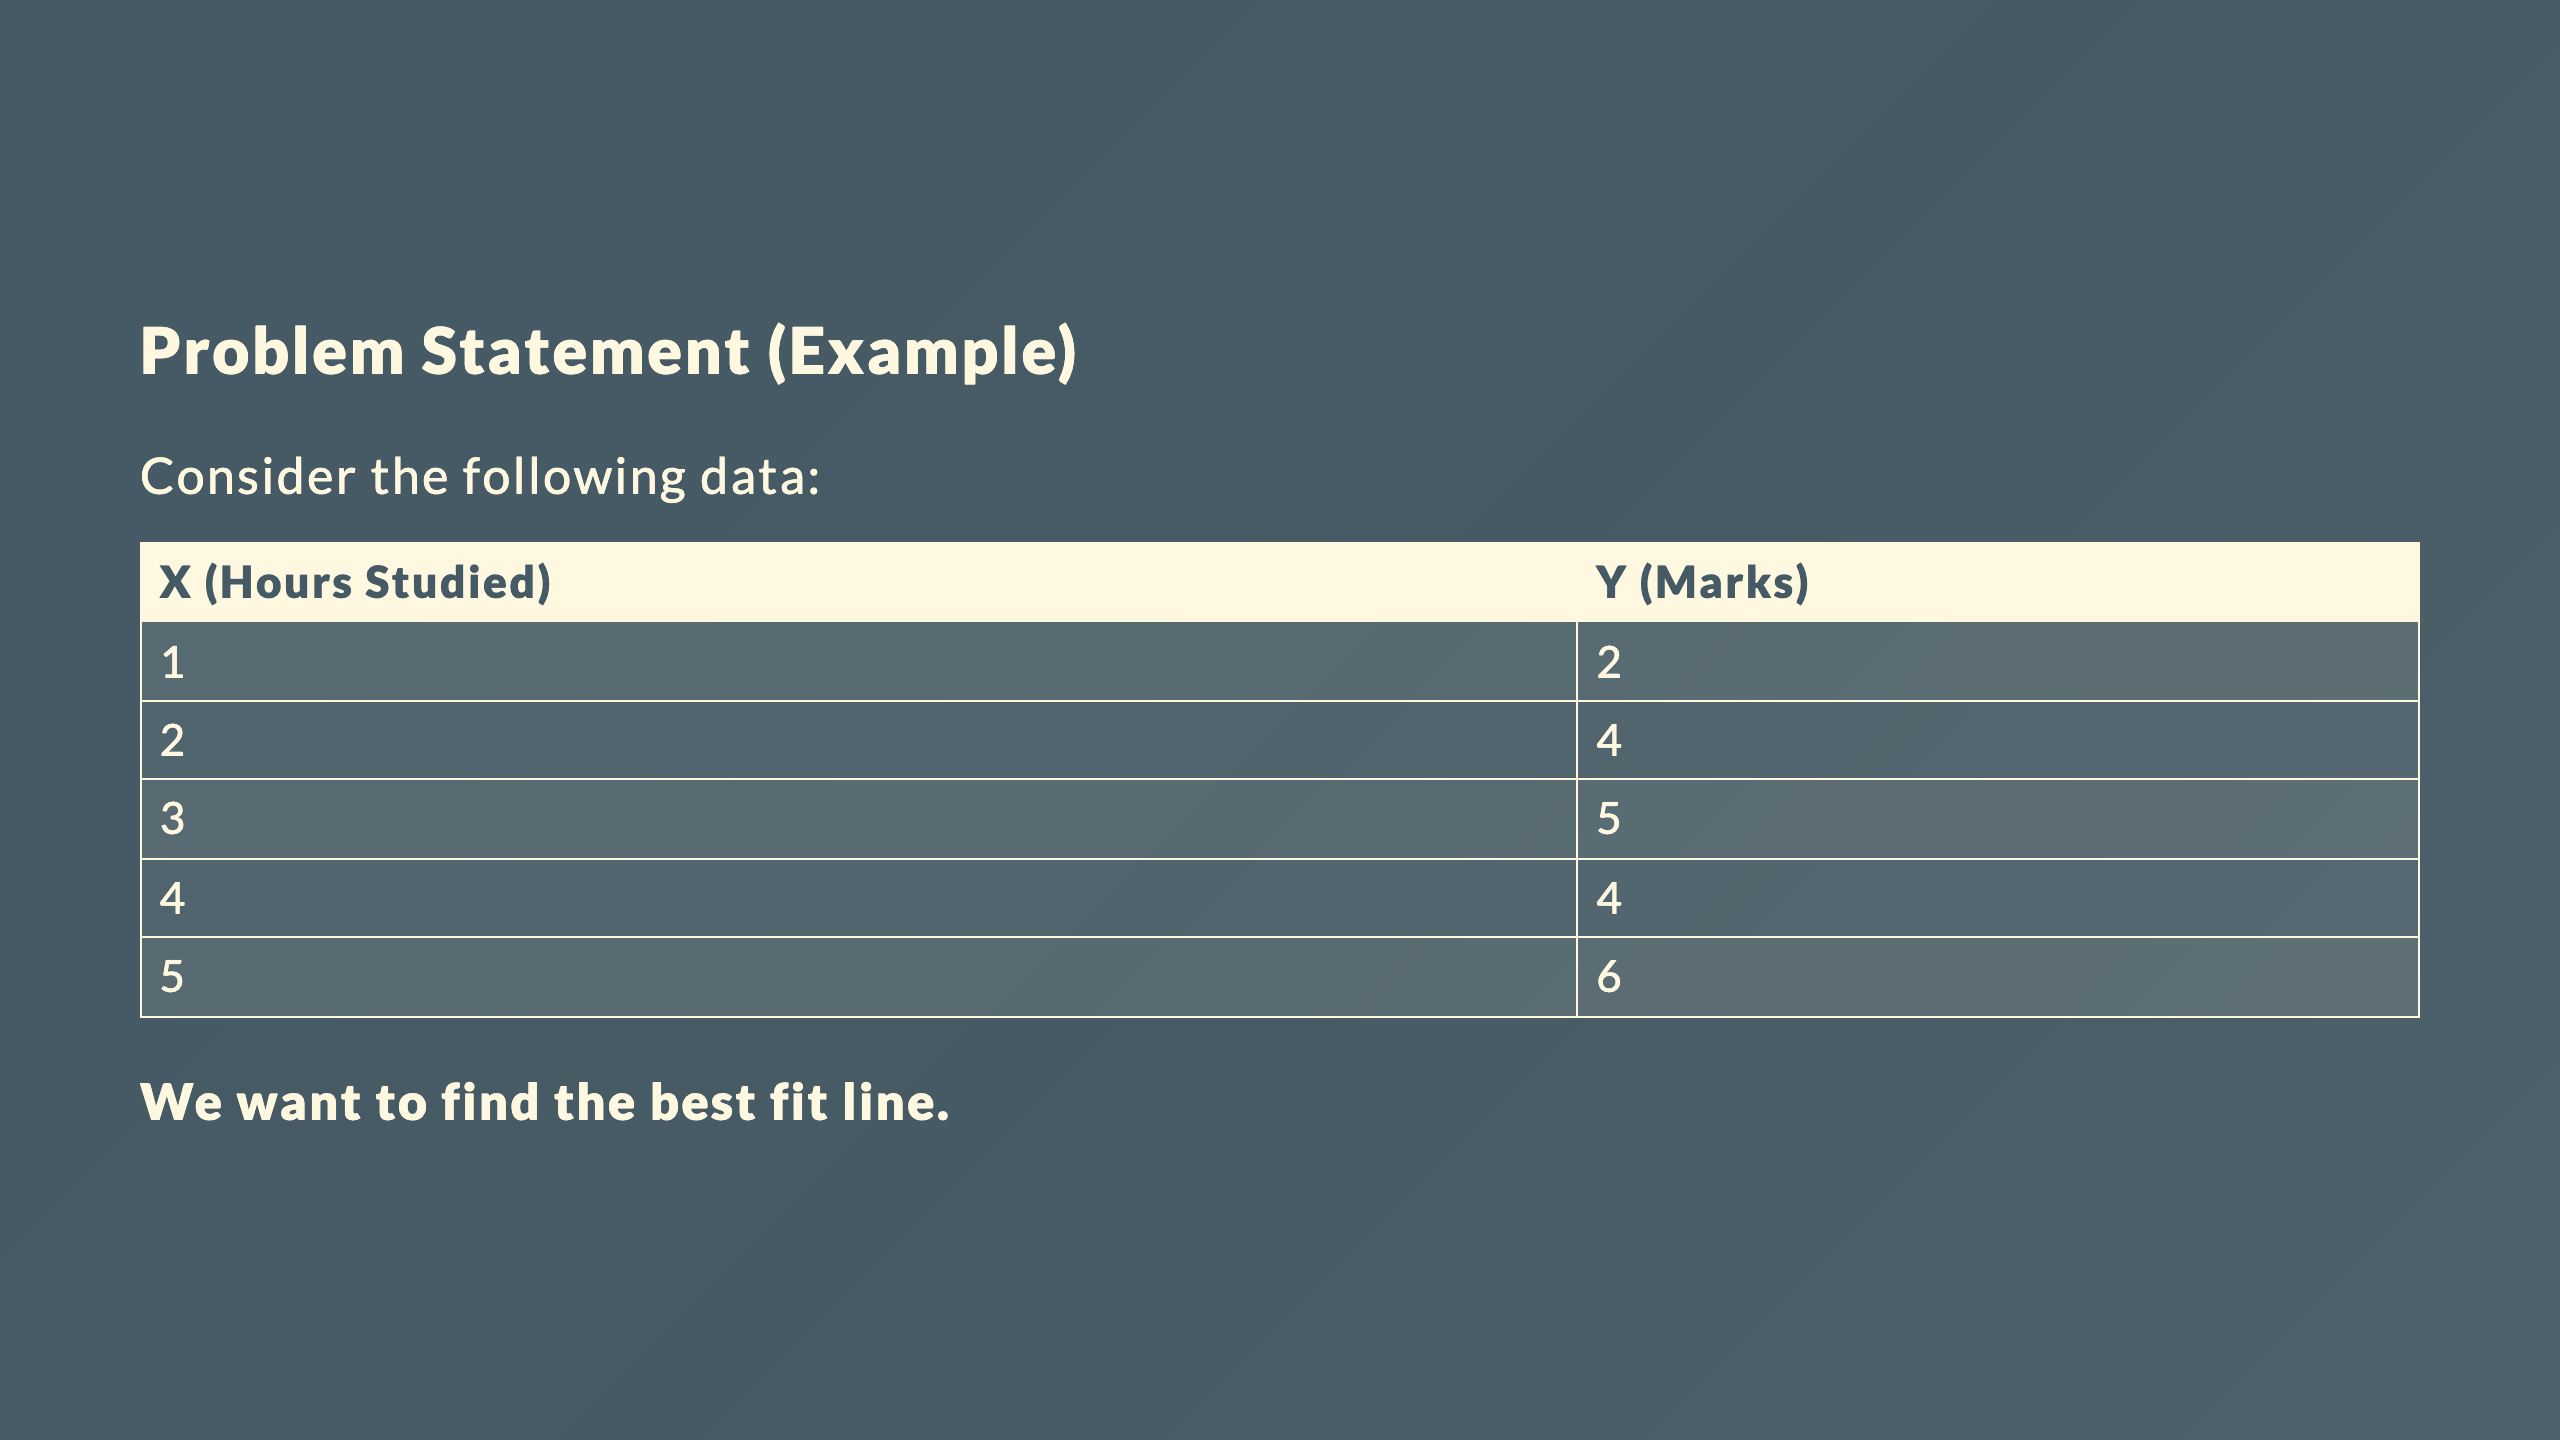 Problem Statement (Example)
Consider the following data:
X (Hours Studied) Y (Marks)
1 2
2 4
3 5
4 4
5 6
We want to find the best fit line.